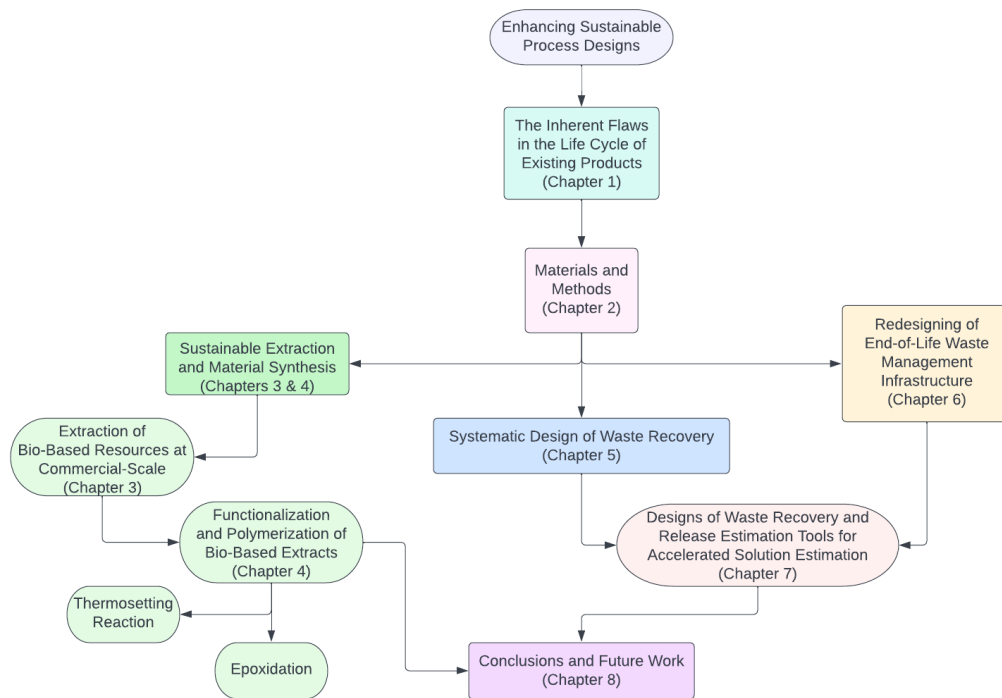 Enhancing Sustainable
Process Designs
The Inherent Flaws
in the Life Cycle of
Existing Products
(Chapter 1)
Materials and
Methods
(Chapter 2)
Sustainable Extraction
and Material Synthesis
(Chapters 3 & 4)
Redesigning of
End-of-Life Waste
Management
Infrastructure
(Chapter 6)
Extraction of
Bio-Based Resources at
Commercial-Scale
(Chapter 3)
Systematic Design of Waste Recovery
(Chapter 5)
Functionalization
and Polymerization of
Bio-Based Extracts
(Chapter 4)
Designs of Waste Recovery and
Release Estimation Tools for
Accelerated Solution Estimation
(Chapter 7)
Thermosetting
Reaction
Epoxidation
Conclusions and Future Work
(Chapter 8)